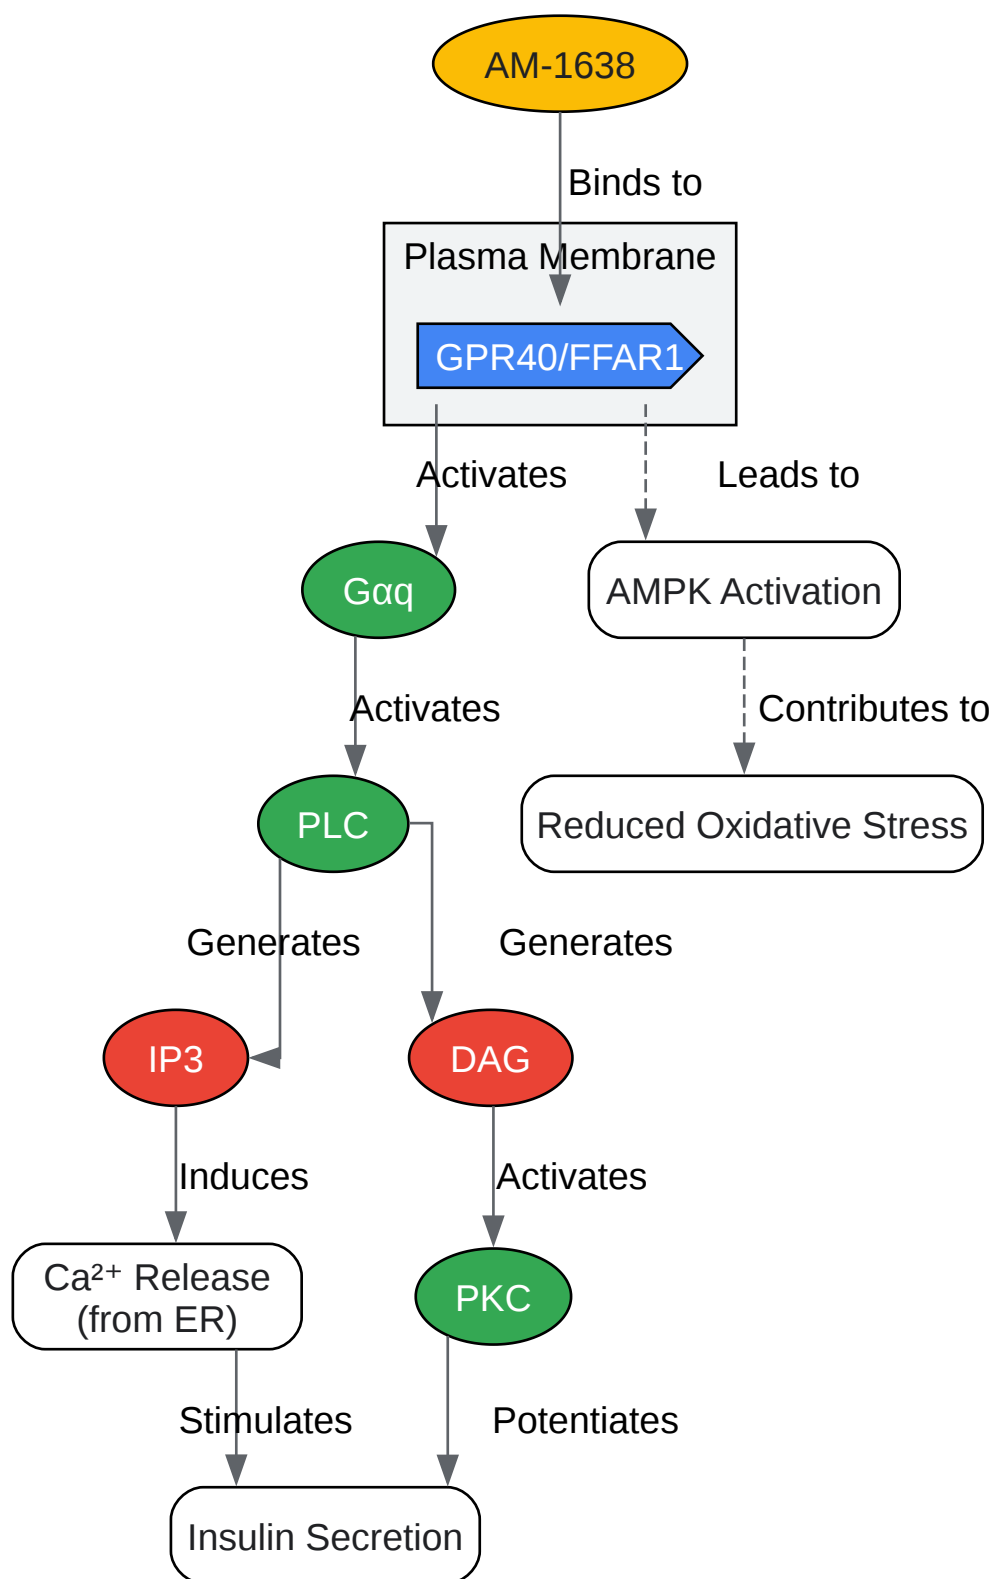 AM-1638
Binds to
Plasma Membrane
GPR40/FFAR1
Activates
Leads to
Gαq
AMPK Activation
Activates
Contributes to
PLC
Reduced Oxidative Stress
Generates
Generates
IP3
DAG
Induces
Activates
Ca²⁺ Release
(from ER)
PKC
Stimulates
Potentiates
Insulin Secretion